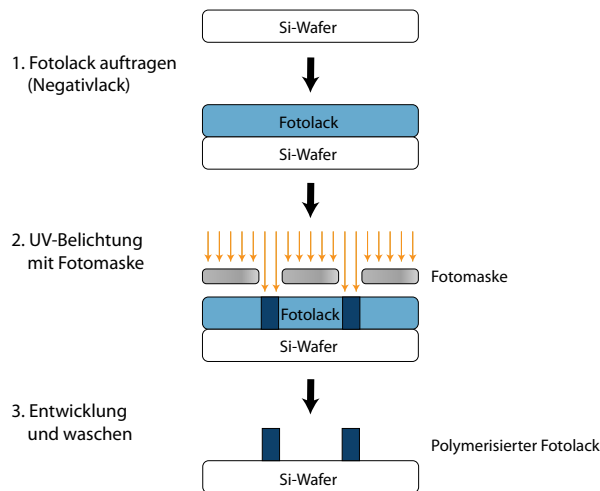 Si-Wafer
1. Fotolack auftragen
(Negativlack)
Fotolack
Si-Wafer
2. UV-Belichtung
mit Fotomaske
Fotomaske
Fotolack
Si-Wafer
3. Entwicklung
und waschen
Polymerisierter Fotolack
Si-Wafer